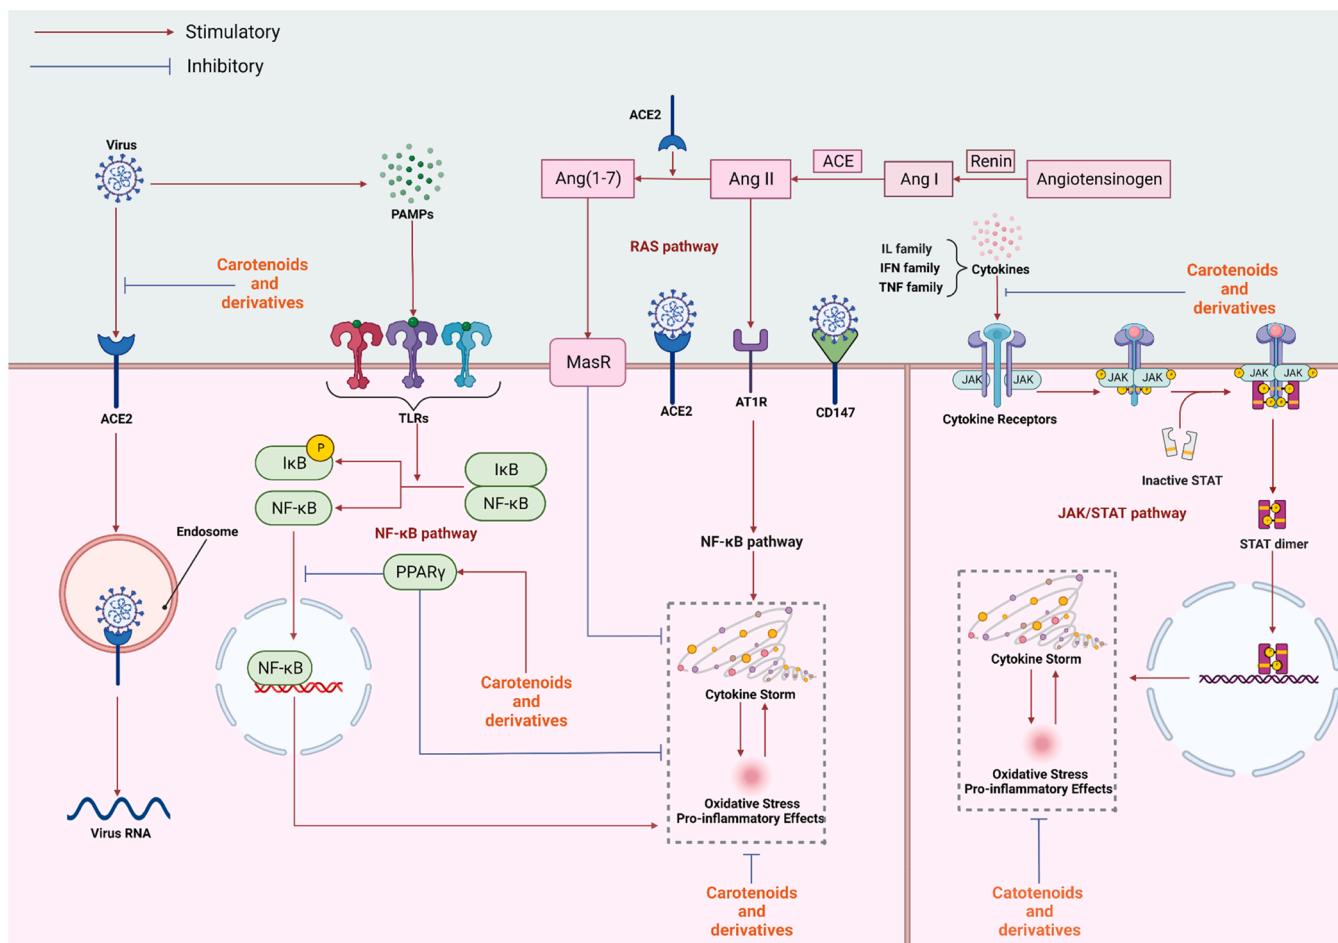 Stimulatory
Inhibitory
Virus
PAMPs
Carotenoids
and
derivatives
ACE2
TLRs
ACE2
Ang(1-7)
Ang II
ACE
Ang I
Renin
Angiotensinogen
RAS pathway
IL family
IFN family
TNF family
Cytokines
Carotenoids
and
derivatives
MasR
ACE2
AT1R
CD147
JAK
JAK
Cytokine Receptors
JAK
JAK
P
P
P
P
JAK
JAK
P
P
P
P
Inactive STAT
JAK/STAT pathway
P
P
STAT dimer
IκB
P
NF-κB
IκB
NF-κB
NF-κB pathway
PPARγ
Endosome
NF-κB
Carotenoids
and
derivatives
Virus RNA
NF-κB pathway
Cytokine Storm
Oxidative Stress
Pro-inflammatory Effects
Carotenoids
and
derivatives
Cytokine Storm
Oxidative Stress
Pro-inflammatory Effects
P
P
Catotenoids
and
derivatives